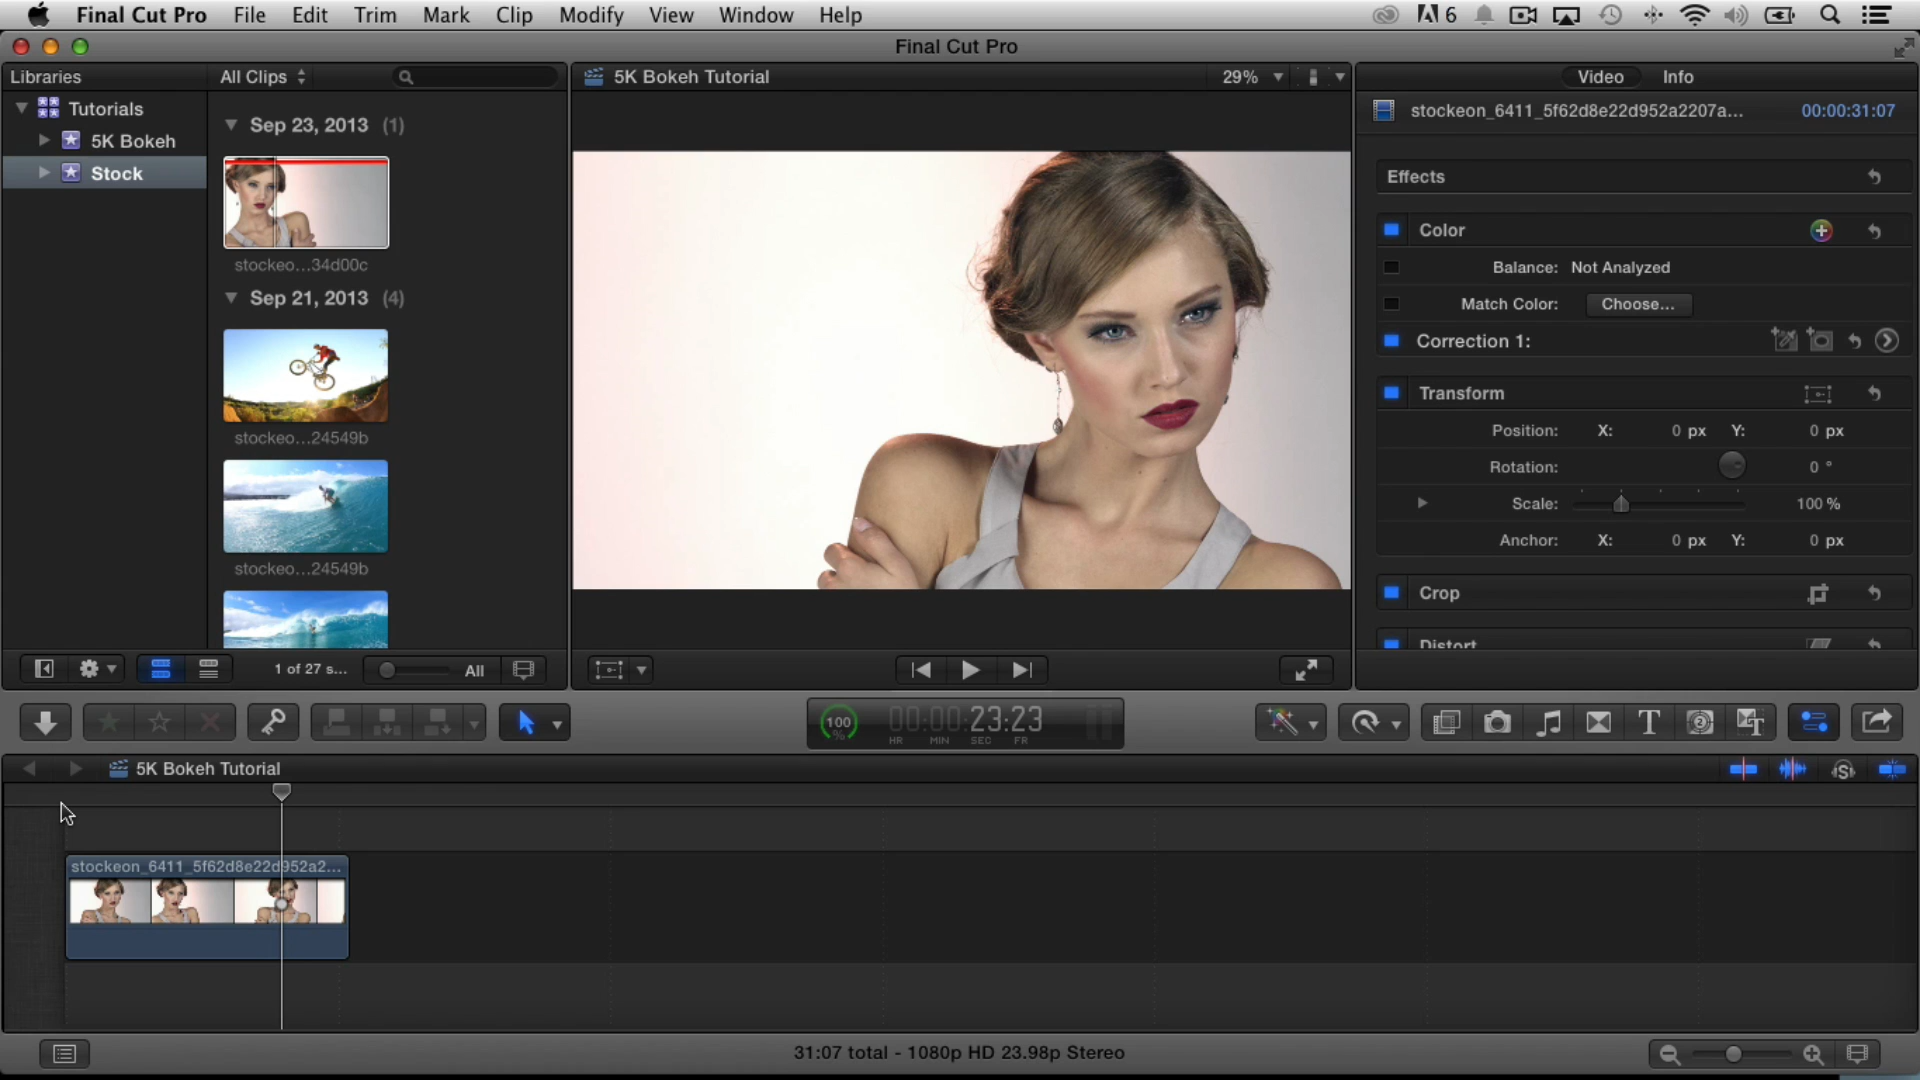 Final Cut Pro File Edit Trim Mark Clip Modify View Window Help 6
Final Cut Pro
Libraries All Clips
Tutorials
5K Bokeh
Stock
Sep 23, 2013 (1)
stockeo...34d00c
Sep 21, 2013 (4)
stockeo...24549b
stockeo...24549b
1 of 27 s... All
5K Bokeh Tutorial 29%
Video Info
stockeon_6411_5f62d8e22d952a2207a... 00:00:31:07
Effects
Color
Balance: Not Analyzed
Match Color: Choose...
Correction 1:
Transform
Position: X: 0 px Y: 0 px
Rotation: 0 °
Scale: 100 %
Anchor: X: 0 px Y: 0 px
Crop
Distort
100 % 00:00:23:23
HR MIN SEC FR
T 2 T
5K Bokeh Tutorial
S
stockeon_6411_5f62d8e22d952a2...
31:07 total - 1080p HD 23.98p Stereo